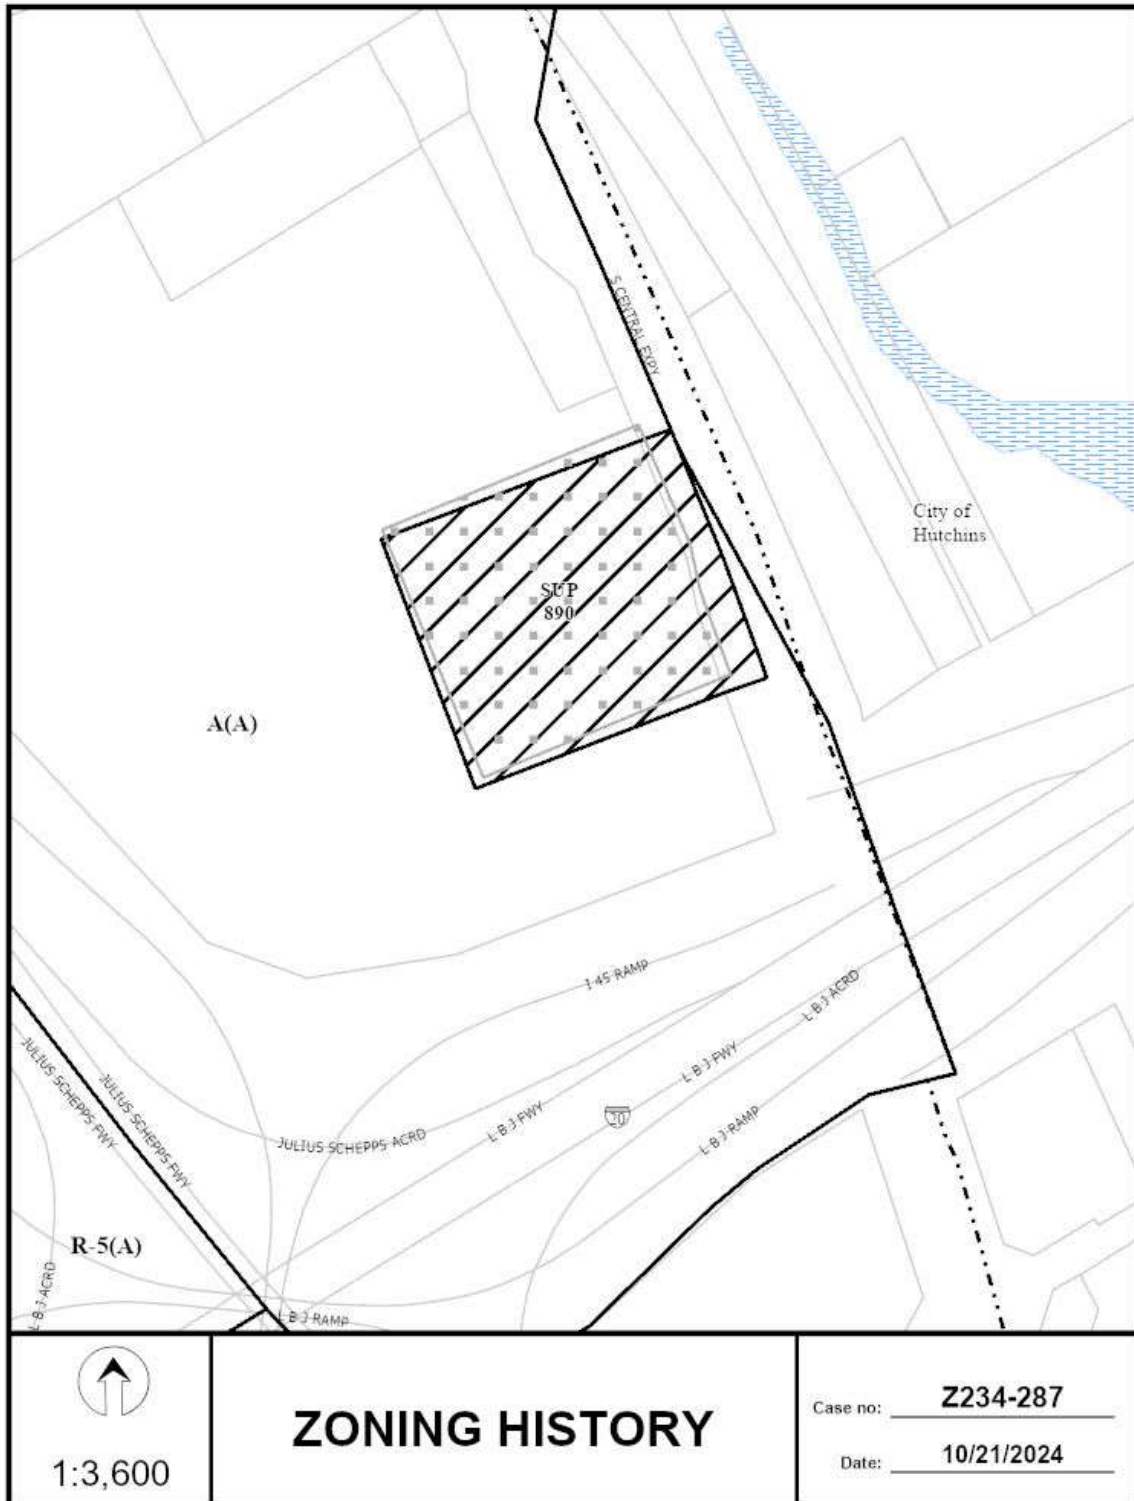 S CENTRAL EXPY
City of
Hutchins
SUP
890
A(A)
I 45 RAMP
L B J ACRD
L B J FWY
L B J FWY
20
L B J RAMP
JULIUS SCHEPPS FWY
JULIUS SCHEPPS FWY
JULIUS SCHEPPS ACRD
R-5(A)
L B J ACRD
L B J RAMP
1:3,600
ZONING HISTORY
Case no: Z234-287
Date: 10/21/2024